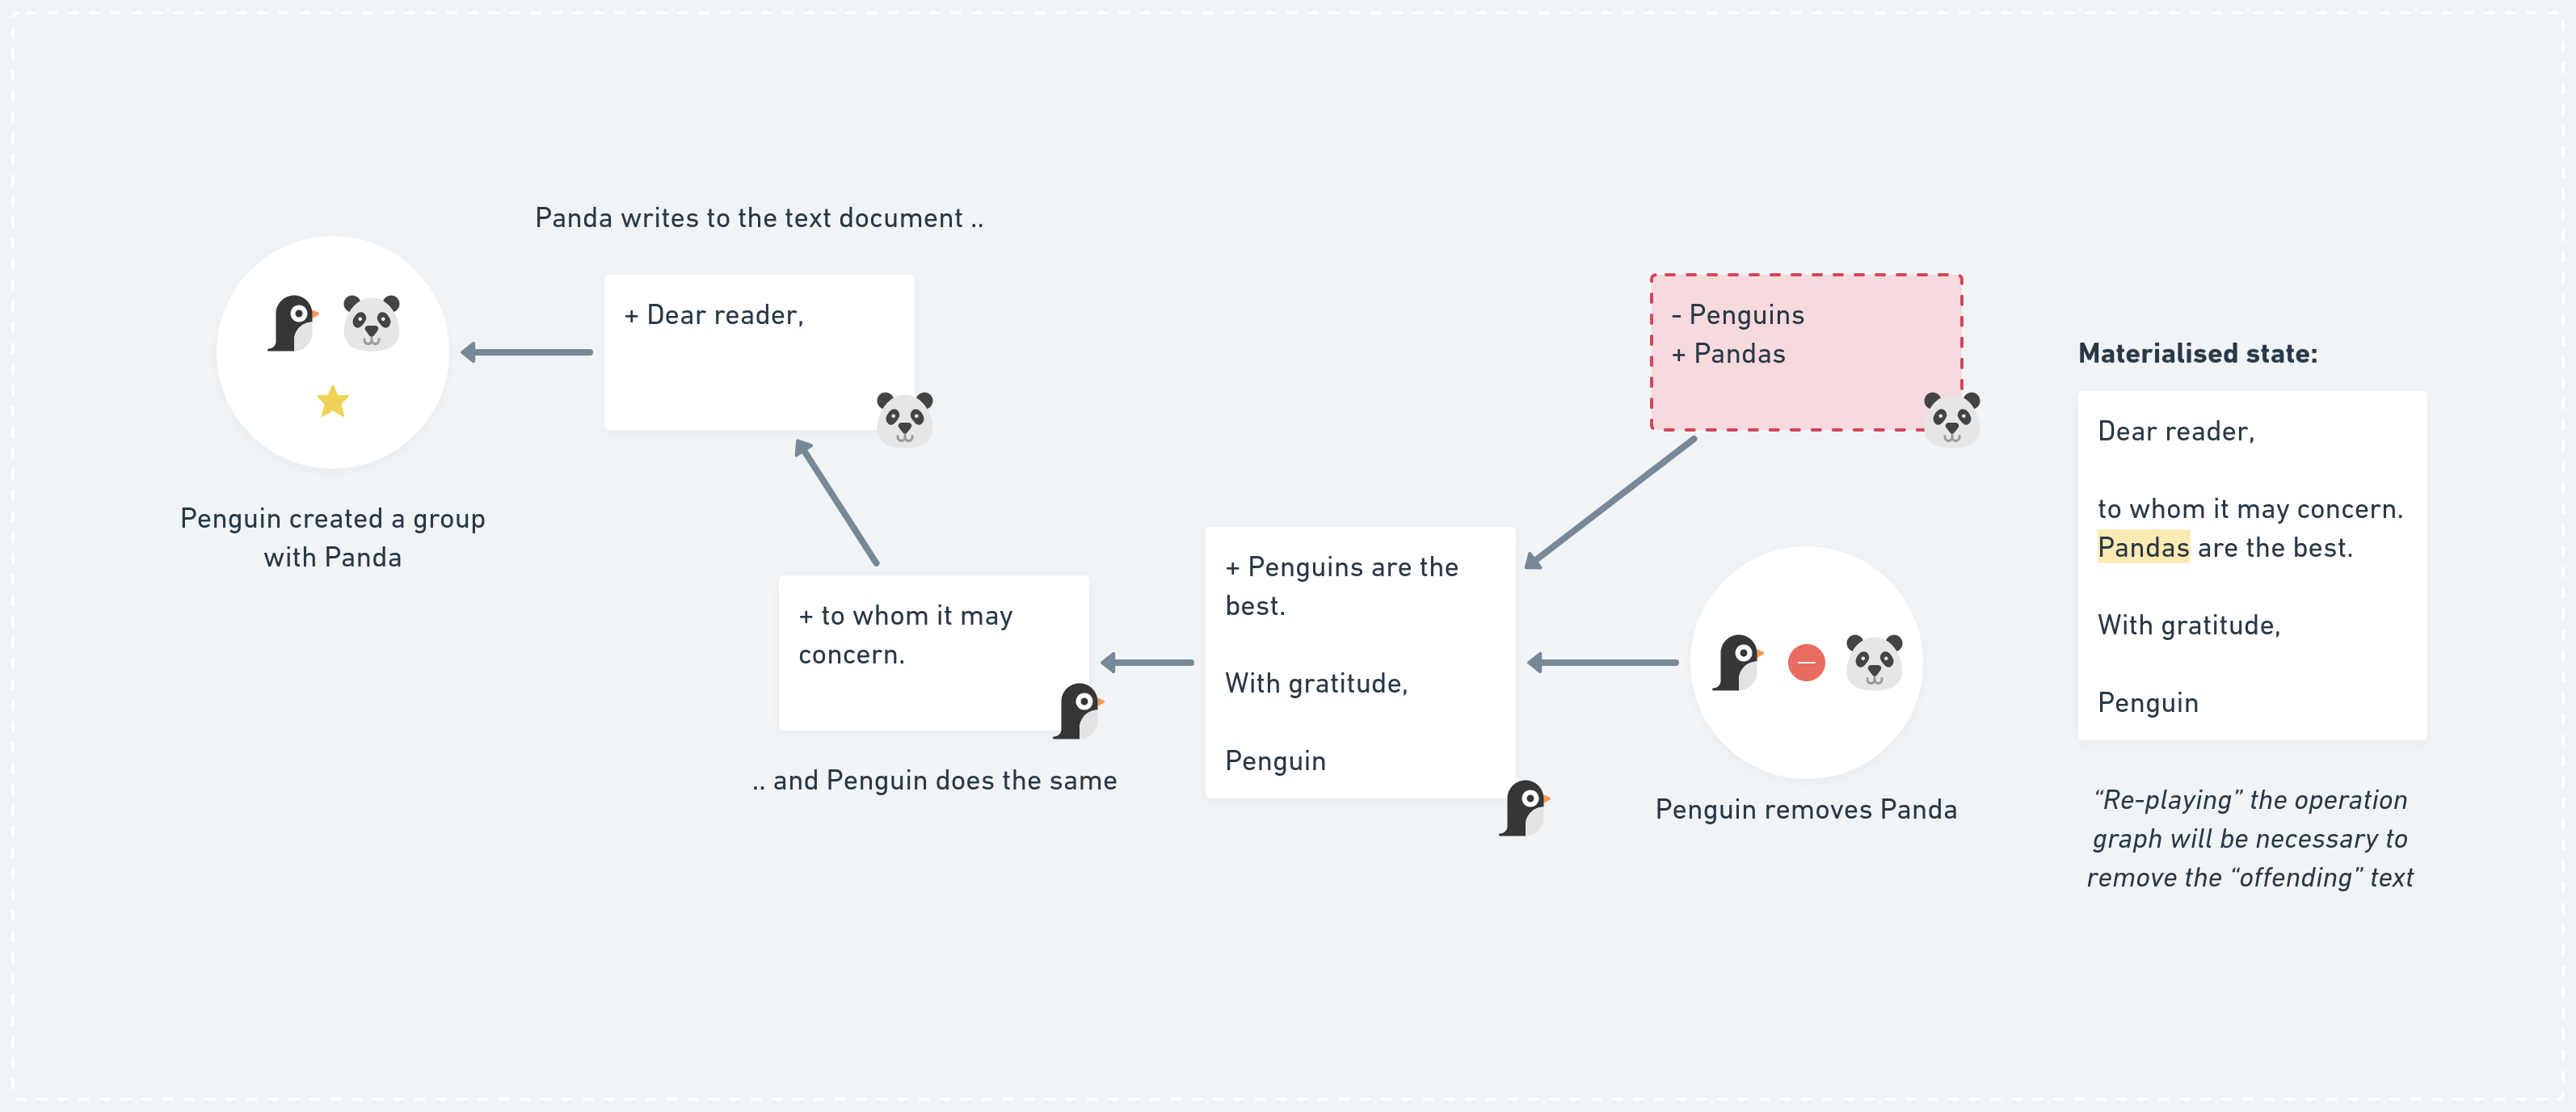 Panda writes to the text document ..
+ Dear reader,
Penguin created a group
with Panda
+ to whom it may
concern.
.. and Penguin does the same
+ Penguins are the
best.
With gratitude,
Penguin
- Penguins
+ Pandas
Penguin removes Panda
Materialised state:
Dear reader,
to whom it may concern.
Pandas are the best.
With gratitude,
Penguin
“Re-playing” the operation
graph will be necessary to
remove the “offending” text